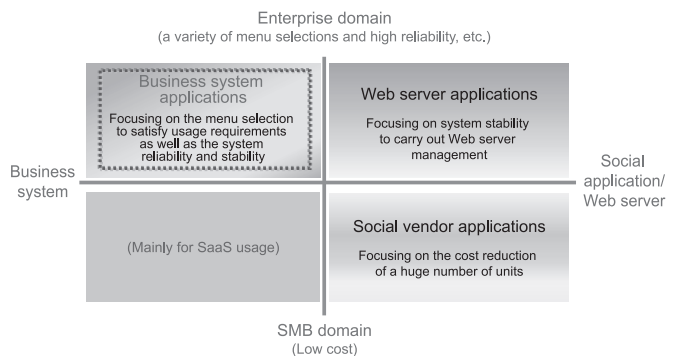 Enterprise domain
(a variety of menu selections and high reliability, etc.)
Business system
applications
Focusing on the menu selection
to satisfy usage requirements
as well as the system
reliability and stability
Web server applications
Focusing on system stability
to carry out Web server
management
Business
system
Social
application/
Web server
(Mainly for SaaS usage)
Social vendor applications
Focusing on the cost reduction
of a huge number of units
SMB domain
(Low cost)